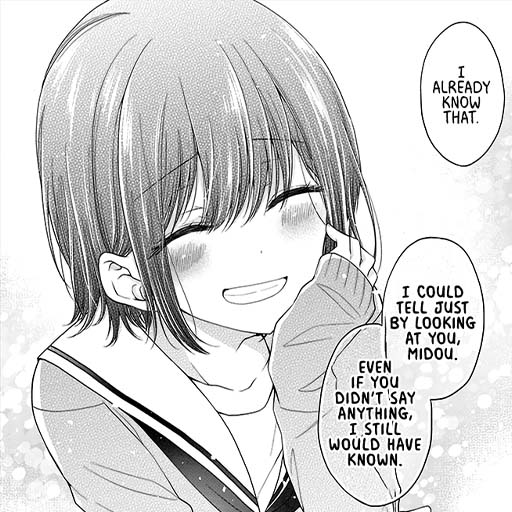 I
ALREADY
KNOW
THAT.
I COULD
TELL JUST
BY LOOKING
AT YOU,
MIDOU.
EVEN
IF YOU
DIDN'T SAY
ANYTHING,
I STILL
WOULD HAVE
KNOWN.